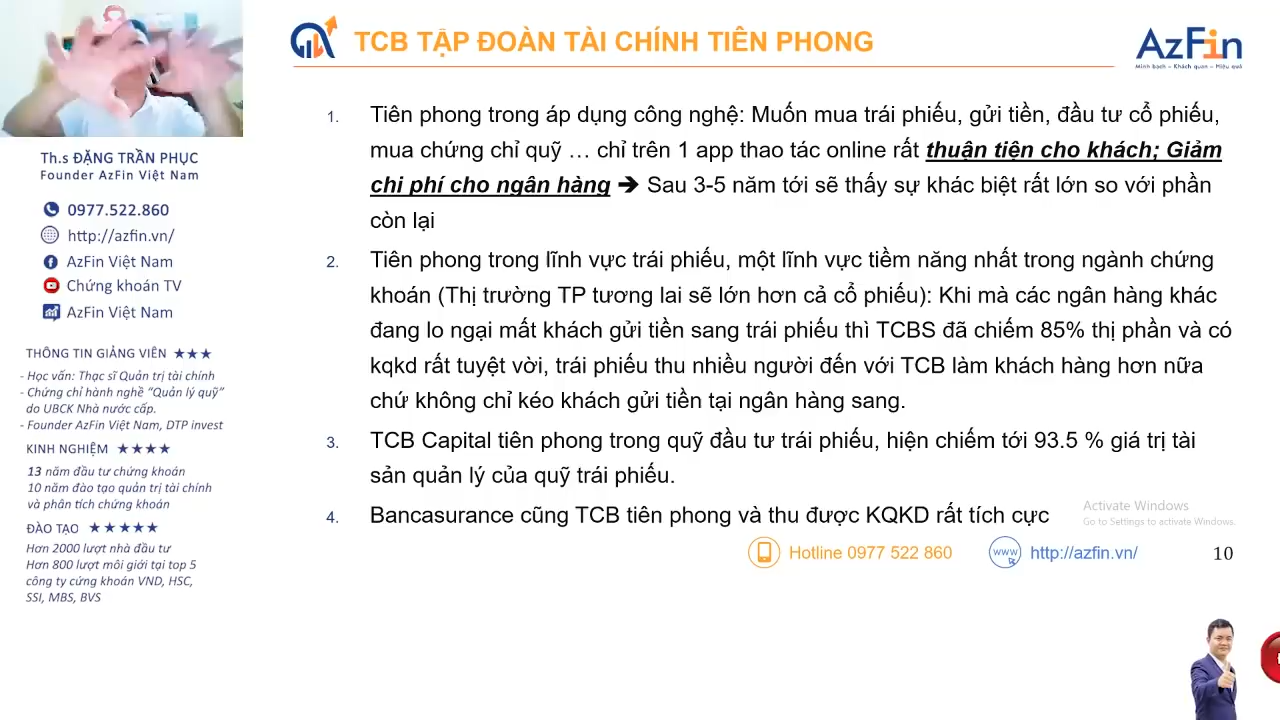 TCB TẬP ĐOÀN TÀI CHÍNH TIÊN PHONG
AzFin
Minh bạch - Khách quan - Hiệu quả
Th.s ĐẶNG TRẦN PHỤC
Founder AzFin Việt Nam
0977.522.860
http://azfin.vn/
AzFin Việt Nam
Chứng khoán TV
AzFin Việt Nam
THÔNG TIN GIẢNG VIÊN ★★★
- Học vấn: Thạc sĩ Quản trị tài chính
- Chứng chỉ hành nghề “Quản lý quỹ”
do UBCK Nhà nước cấp.
- Founder AzFin Việt Nam, DTP invest
KINH NGHIỆM ★★★★
13 năm đầu tư chứng khoán
10 năm đào tạo quản trị tài chính
và phân tích chứng khoán
ĐÀO TẠO ★★★★★
Hơn 2000 lượt nhà đầu tư
Hơn 800 lượt môi giới tại top 5
công ty cứng khoán VND, HSC,
SSI, MBS, BVS
1. Tiên phong trong áp dụng công nghệ: Muốn mua trái phiếu, gửi tiền, đầu tư cổ phiếu,
mua chứng chỉ quỹ … chỉ trên 1 app thao tác online rất thuận tiện cho khách; Giảm
chi phí cho ngân hàng ➔ Sau 3-5 năm tới sẽ thấy sự khác biệt rất lớn so với phần
còn lại
2. Tiên phong trong lĩnh vực trái phiếu, một lĩnh vực tiềm năng nhất trong ngành chứng
khoán (Thị trường TP tương lai sẽ lớn hơn cả cổ phiếu): Khi mà các ngân hàng khác
đang lo ngại mất khách gửi tiền sang trái phiếu thì TCBS đã chiếm 85% thị phần và có
kqkd rất tuyệt vời, trái phiếu thu nhiều người đến với TCB làm khách hàng hơn nữa
chứ không chỉ kéo khách gửi tiền tại ngân hàng sang.
3. TCB Capital tiên phong trong quỹ đầu tư trái phiếu, hiện chiếm tới 93.5 % giá trị tài
sản quản lý của quỹ trái phiếu.
4. Bancasurance cũng TCB tiên phong và thu được KQKD rất tích cực
Activate Windows
Go to Settings to activate Windows.
Hotline 0977 522 860
www
http://azfin.vn/
10